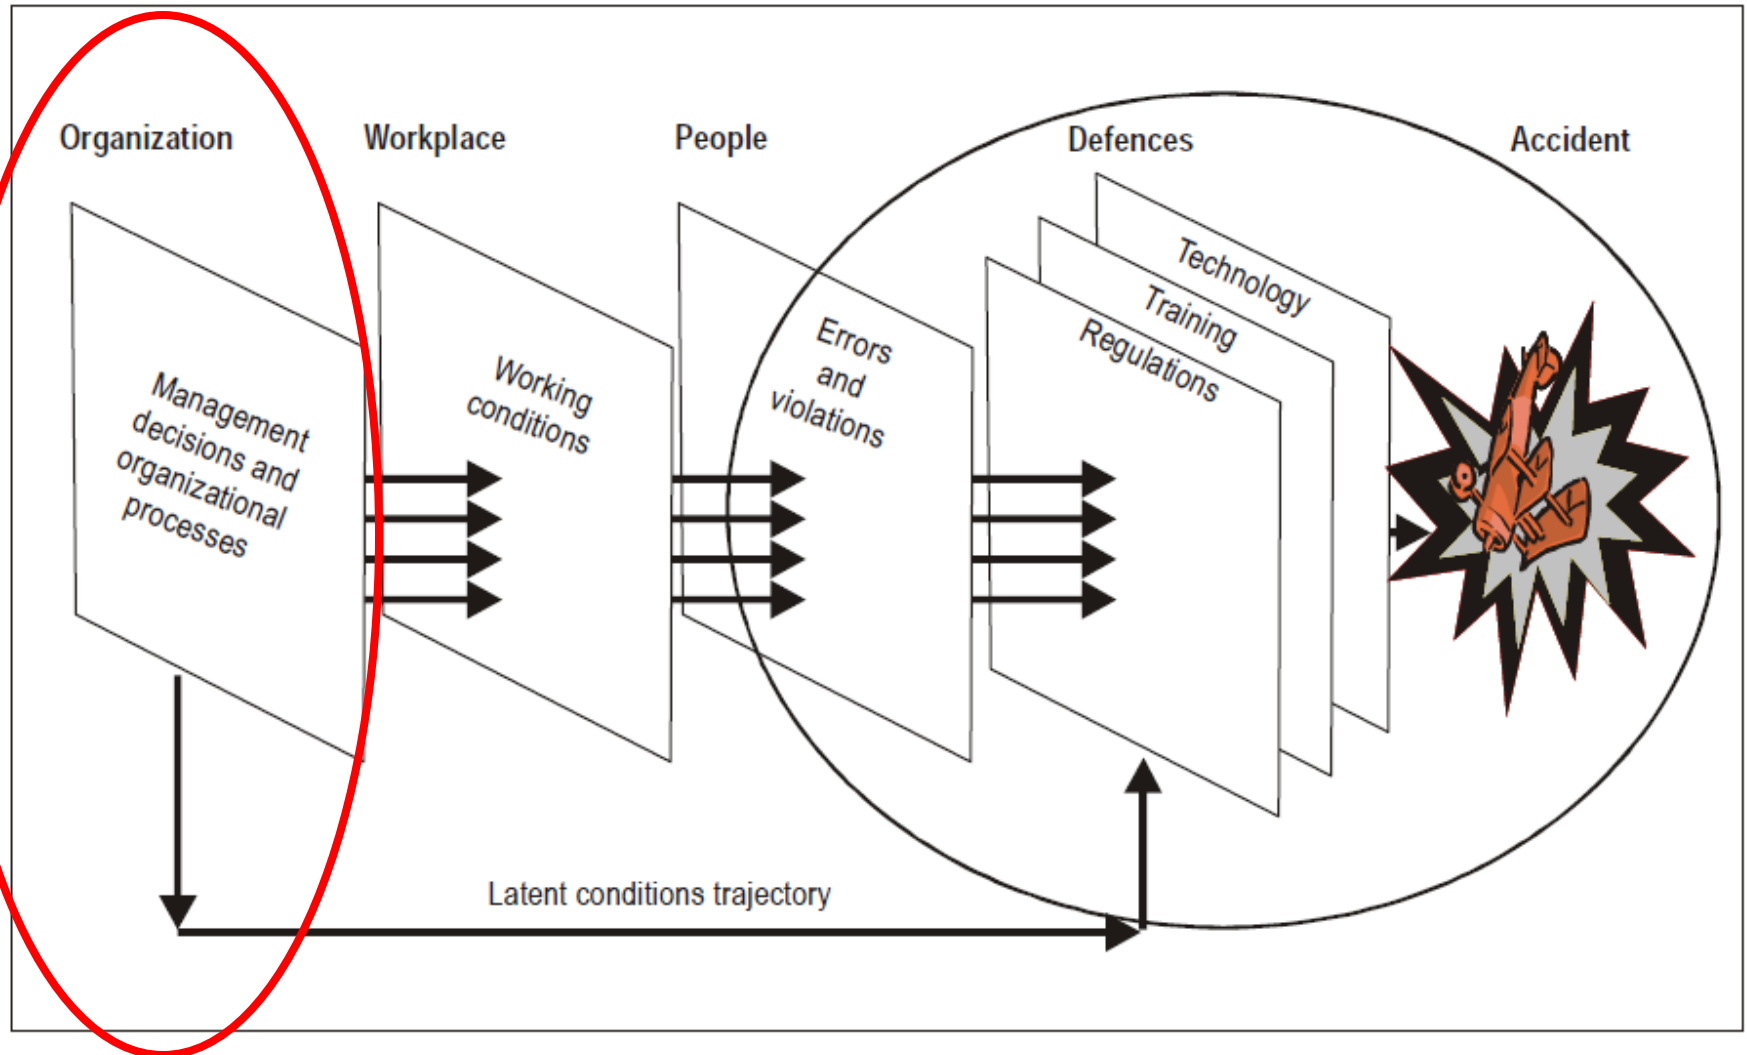 Organization
Workplace
People
Defences
Accident
Management
decisions and
organizational
processes
Working
conditions
Errors
and
violations
Technology
Training
Regulations
Latent conditions trajectory